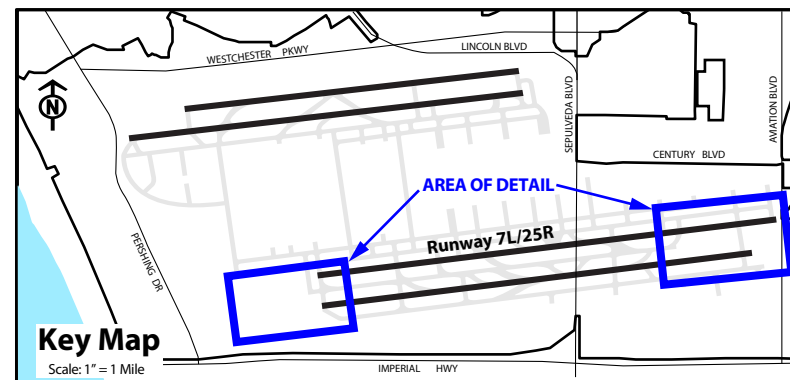 LINCOLN BLVD
WESTCHESTER PKWY
N
SEPULVEDA BLVD
AVIATION BLVD
CENTURY BLVD
AREA OF DETAIL
Runway 7L/25R
PERSHING DR
Key Map
Scale: 1" = 1 Mile
IMPERIAL HWY